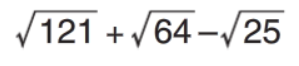 √121 + √64 – √25